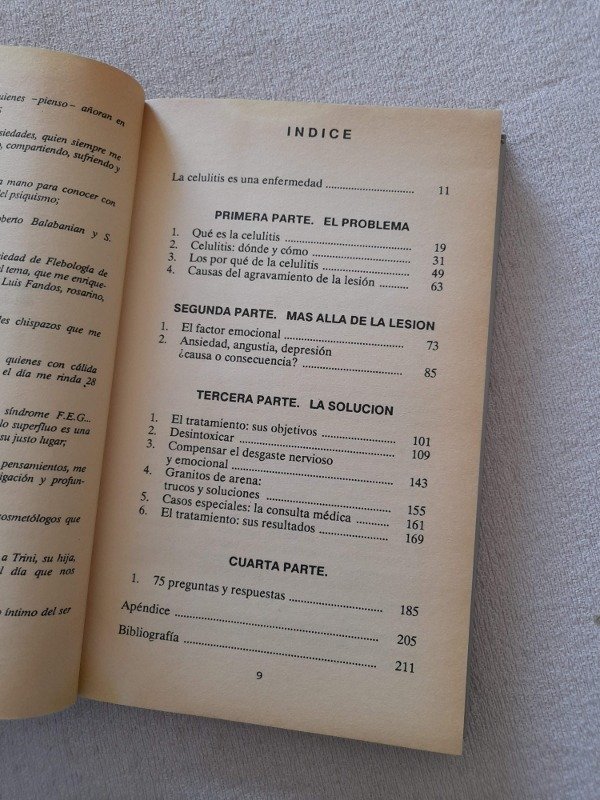 uienes –pienso– añoran en
siedades, quien siempre me
o, compartiendo, sufriendo y
a mano para conocer con
del psiquismo;
oberto Balabanian y S.
iedad de Flebología de
l tema, que me enrique-
Luis Fandos, rosarino,
les chispazos que me
quienes con cálida
el día me rinda 28
síndrome F.E.G...
lo superfluo es una
su justo lugar;
pensamientos, me
igación y profun-
osmetólogos que
a Trini, su hija,
l día que nos
o íntimo del ser
INDICE
La celulitis es una enfermedad ........................ 11
PRIMERA PARTE. EL PROBLEMA
1. Qué es la celulitis ........................ 19
2. Celulitis: dónde y cómo ........................ 31
3. Los por qué de la celulitis ........................ 49
4. Causas del agravamiento de la lesión ............ 63
SEGUNDA PARTE. MAS ALLA DE LA LESION
1. El factor emocional ........................ 73
2. Ansiedad, angustia, depresión
¿causa o consecuencia? ........................ 85
TERCERA PARTE. LA SOLUCION
1. El tratamiento: sus objetivos ........................ 101
2. Desintoxicar ........................ 109
3. Compensar el desgaste nervioso
y emocional ........................ 143
4. Granitos de arena:
trucos y soluciones ........................ 155
5. Casos especiales: la consulta médica ............ 161
6. El tratamiento: sus resultados ........................ 169
CUARTA PARTE.
1. 75 preguntas y respuestas ........................ 185
Apéndice ........................ 205
Bibliografía ........................ 211
9